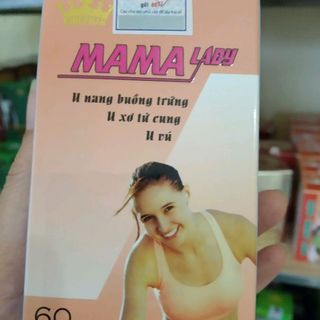 MAMA LADY
U nang buồng trứng
U xơ tử cung
U vú
60